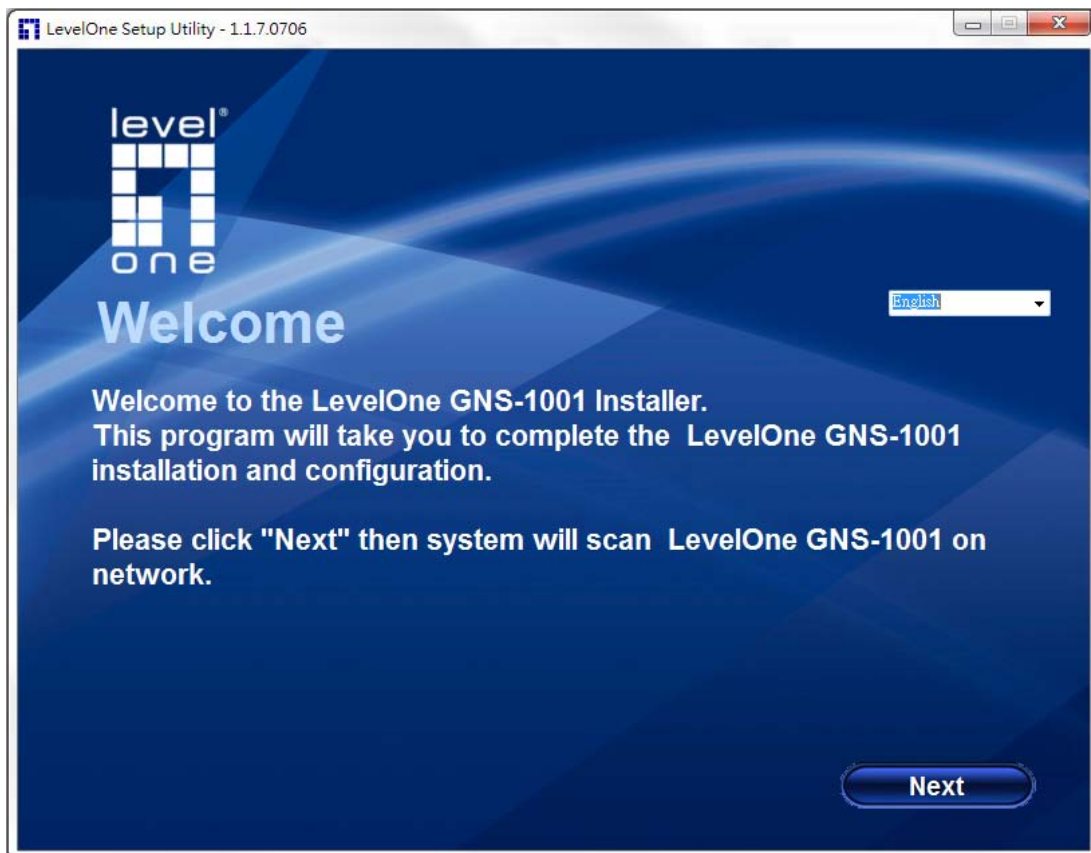 LevelOne Setup Utility - 1.1.7.0706
level®
one
Welcome
English
Welcome to the LevelOne GNS-1001 Installer.
This program will take you to complete the  LevelOne GNS-1001
installation and configuration.
Please click "Next" then system will scan  LevelOne GNS-1001 on
network.
Next